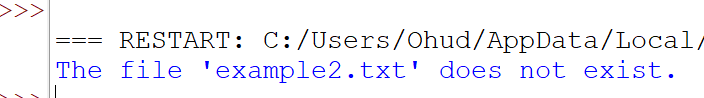 >>>
=== RESTART: C:/Users/Ohud/AppData/Local/
The file 'example2.txt' does not exist.
>>>